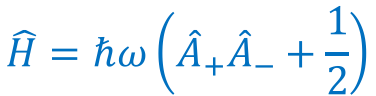 Ĥ = ħω (Â₊Â₋ + 1/2)